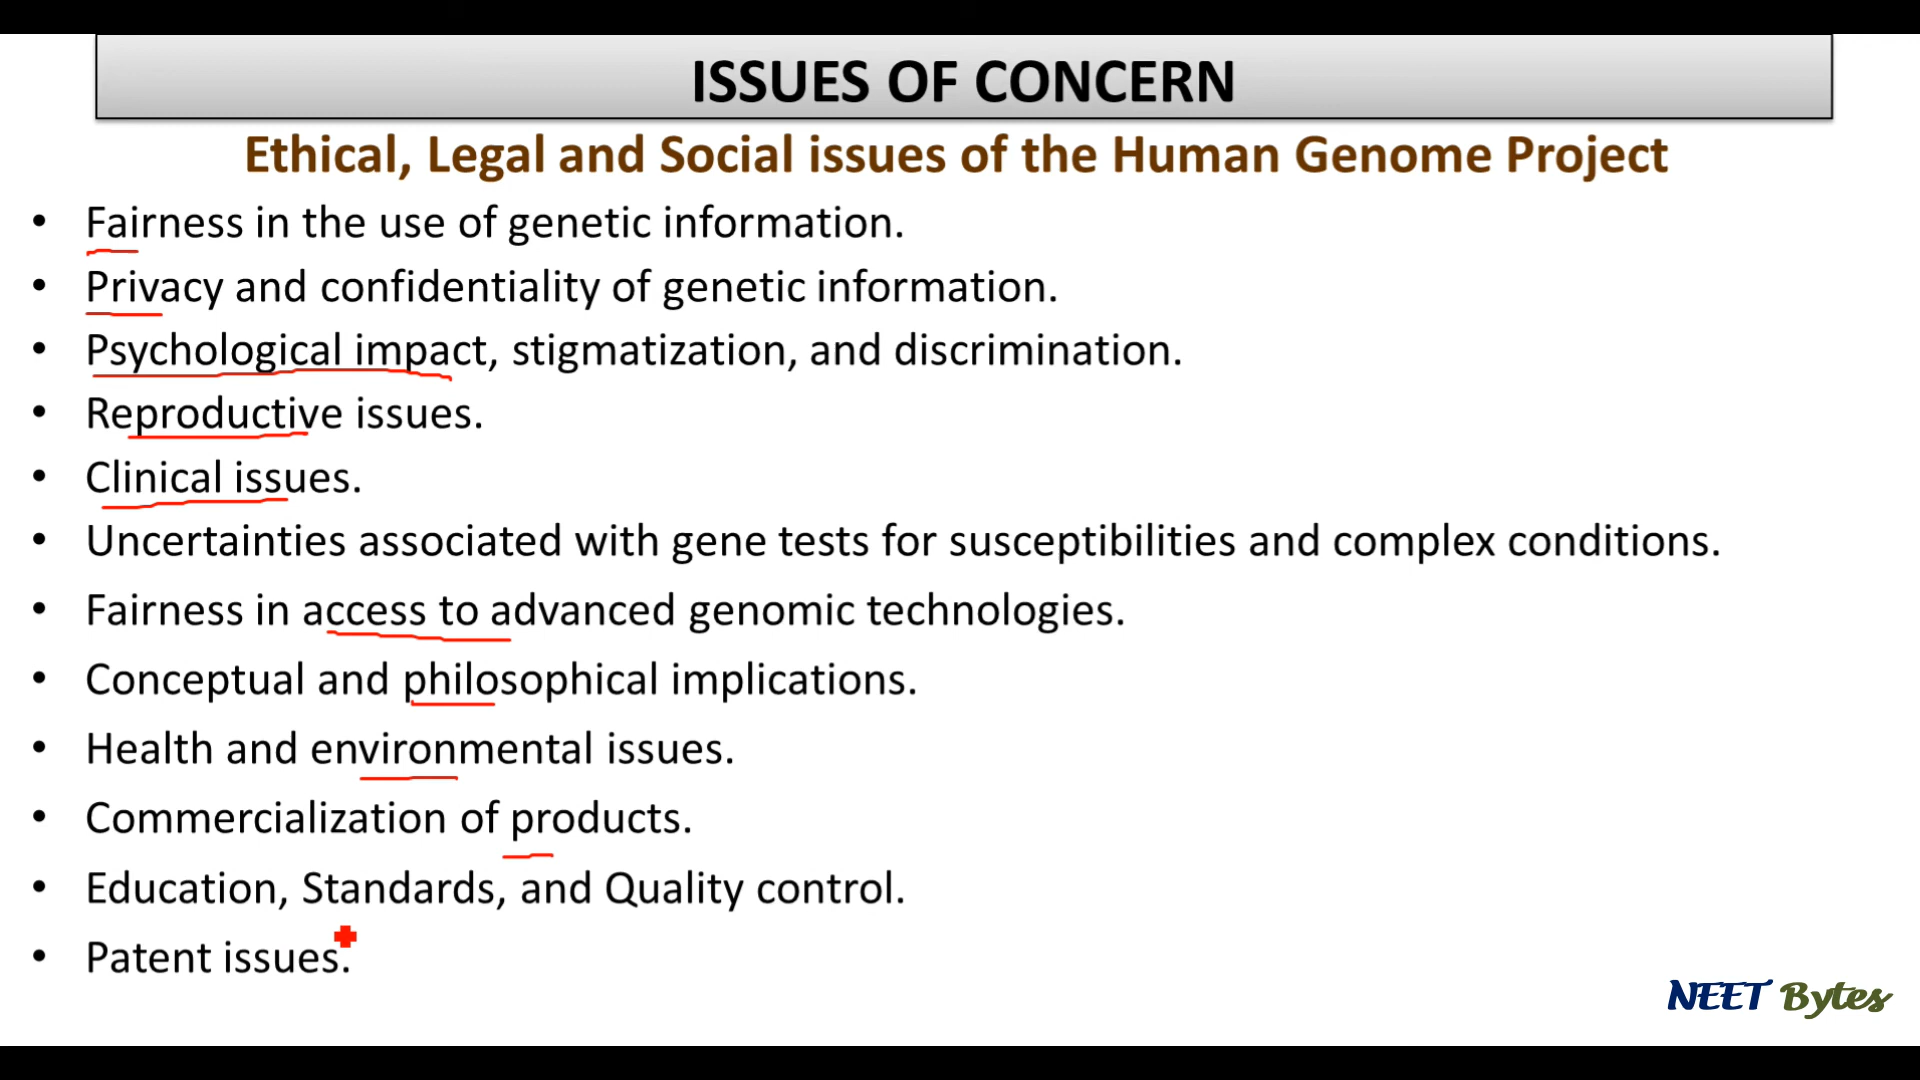 ISSUES OF CONCERN
Ethical, Legal and Social issues of the Human Genome Project
• Fairness in the use of genetic information.
• Privacy and confidentiality of genetic information.
• Psychological impact, stigmatization, and discrimination.
• Reproductive issues.
• Clinical issues.
• Uncertainties associated with gene tests for susceptibilities and complex conditions.
• Fairness in access to advanced genomic technologies.
• Conceptual and philosophical implications.
• Health and environmental issues.
• Commercialization of products.
• Education, Standards, and Quality control.
• Patent issues.
NEET Bytes